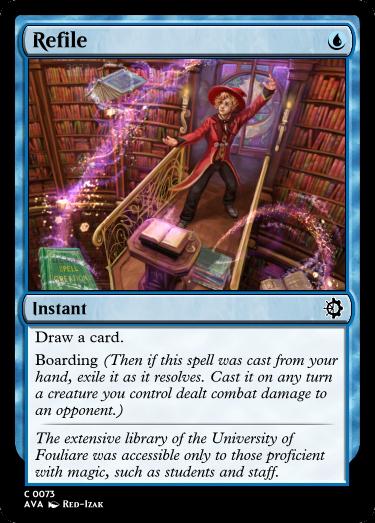 Refile
SPELL
CREATION
Instant
Draw a card.
Boarding (Then if this spell was cast from your
hand, exile it as it resolves. Cast it on any turn
a creature you control dealt combat damage to
an opponent.)
The extensive library of the University of
Fouliare was accessible only to those proficient
with magic, such as students and staff.
C 0073
AVA Red-Izak